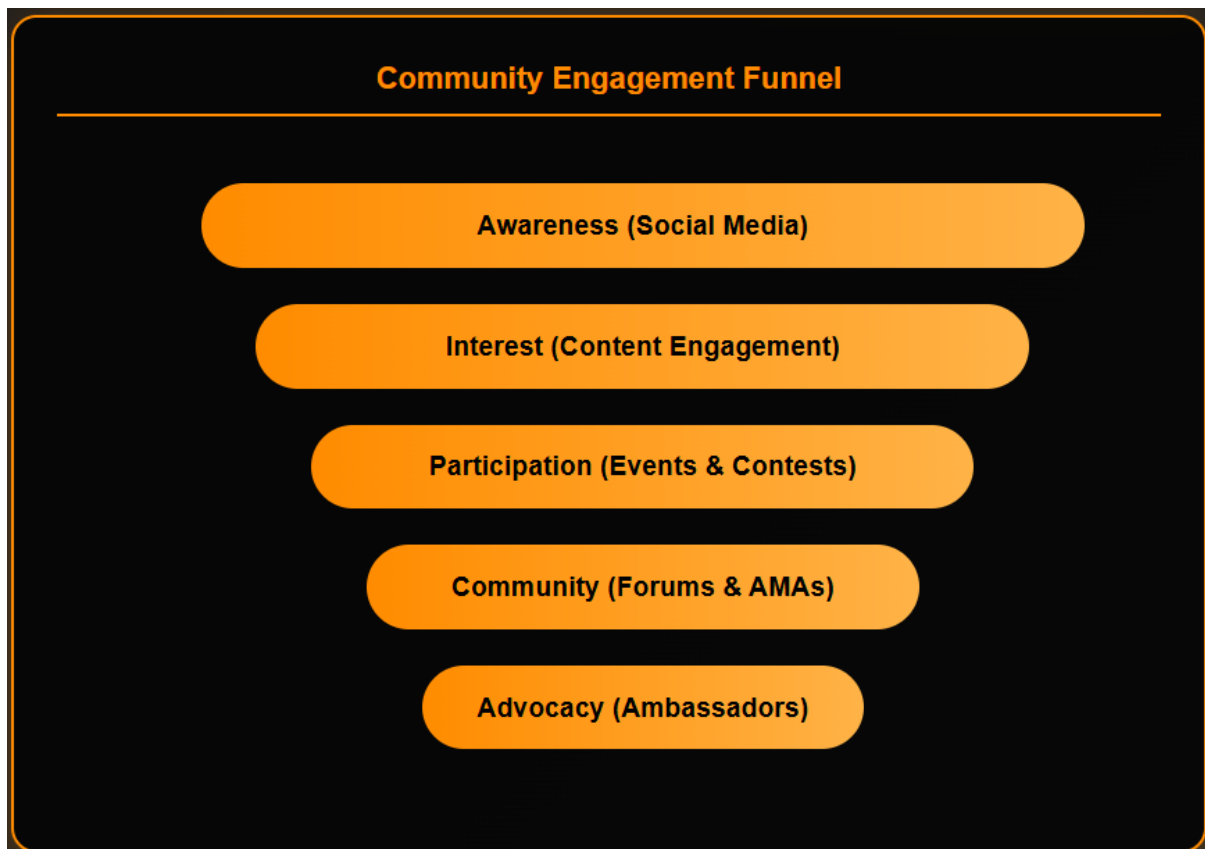 Community Engagement Funnel
Awareness (Social Media)
Interest (Content Engagement)
Participation (Events & Contests)
Community (Forums & AMAs)
Advocacy (Ambassadors)